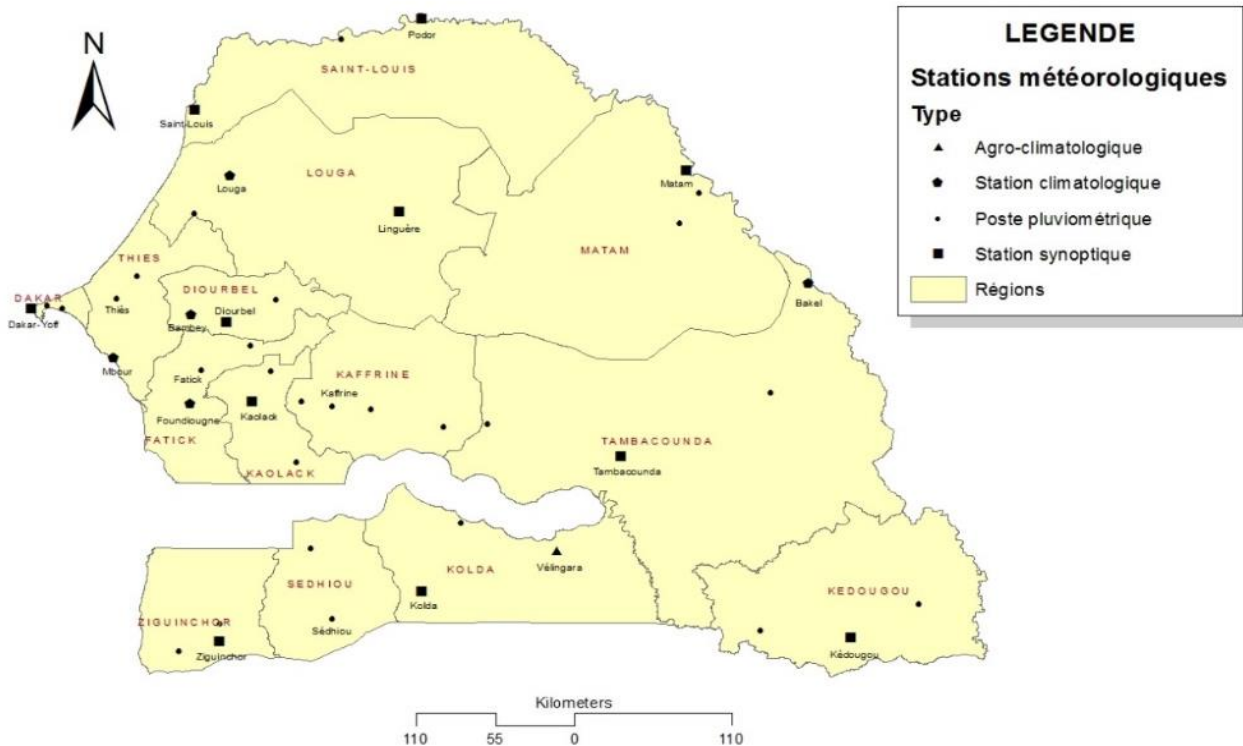 LEGENDE
Stations météorologiques
Type
Agro-climatologique
Station climatologique
Poste pluviométrique
Station synoptique
Régions
N
Podor
SAINT-LOUIS
Saint-Louis
LOUGA
Louga
Matam
Linguère
MATAM
THIES
DIOURBEL
Bakel
DAKAR
Thiès
Diourbel
Dakar-Yoff
Bambey
Mbour
KAFFRINE
Fatick
Kaffrine
Foundiougne
Kaolack
FATICK
TAMBACOUNDA
KAOLACK
Tambacounda
Vélingara
KOLDA
SEDHIOU
Kolda
KEDOUGOU
ZIGUINCHOR
Sédhiou
Ziguinchor
Kédougou
Kilometers
110 55 0 110